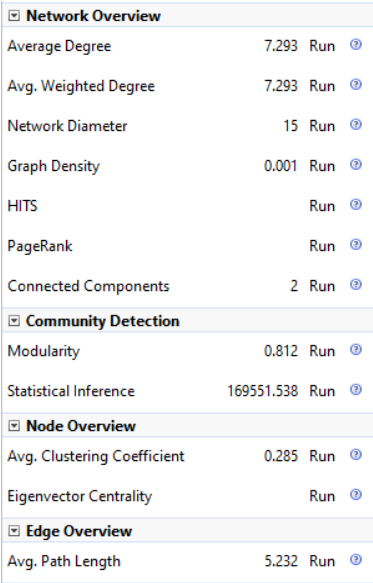 Network Overview
Average Degree 7.293 Run
Avg. Weighted Degree 7.293 Run
Network Diameter 15 Run
Graph Density 0.001 Run
HITS Run
PageRank Run
Connected Components 2 Run
Community Detection
Modularity 0.812 Run
Statistical Inference 169551.538 Run
Node Overview
Avg. Clustering Coefficient 0.285 Run
Eigenvector Centrality Run
Edge Overview
Avg. Path Length 5.232 Run